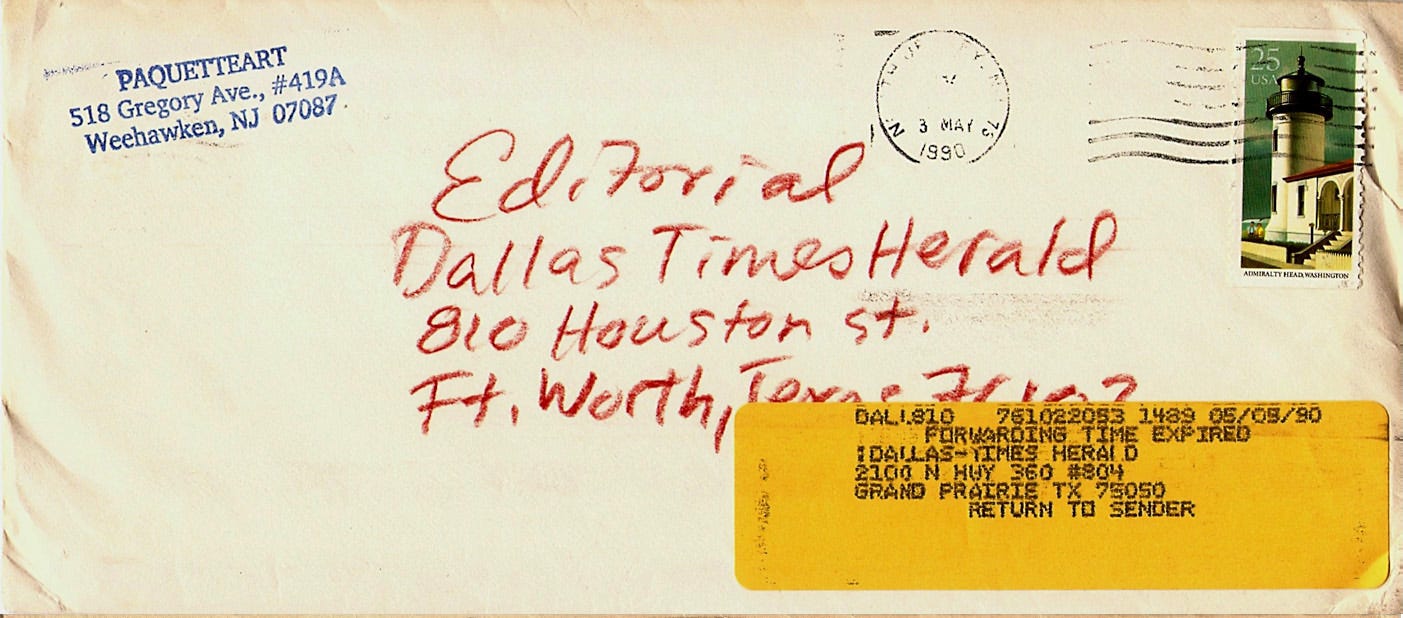 PAQUETTEART
518 Gregory Ave., #419A
Weehawken, NJ 07087
3 MAY
1990
25
USA
ADMIRALTY HEAD, WASHINGTON
Editorial
Dallas Times Herald
810 Houston St.
Ft. Worth, Texas
761022053 1489 05/08/90
FORWARDING TIME EXPIRED
DALLAS-TIMES HERALD
2100 N HWY 360 #804
GRAND PRAIRIE TX 75050
RETURN TO SENDER